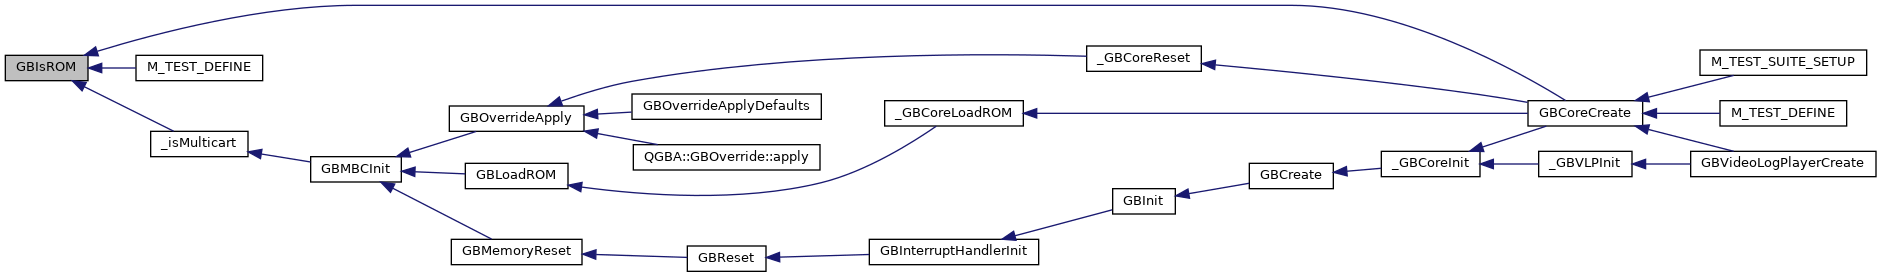 GBIsROM
M_TEST_DEFINE
_isMulticart
GBMBCInit
GBOverrideApply
GBLoadROM
GBMemoryReset
GBOverrideApplyDefaults
QGBA::GBOverride::apply
GBReset
_GBCoreLoadROM
GBInterruptHandlerInit
_GBCoreReset
GBInit
GBCreate
_GBCoreInit
GBCoreCreate
_GBVLPInit
M_TEST_SUITE_SETUP
M_TEST_DEFINE
GBVideoLogPlayerCreate